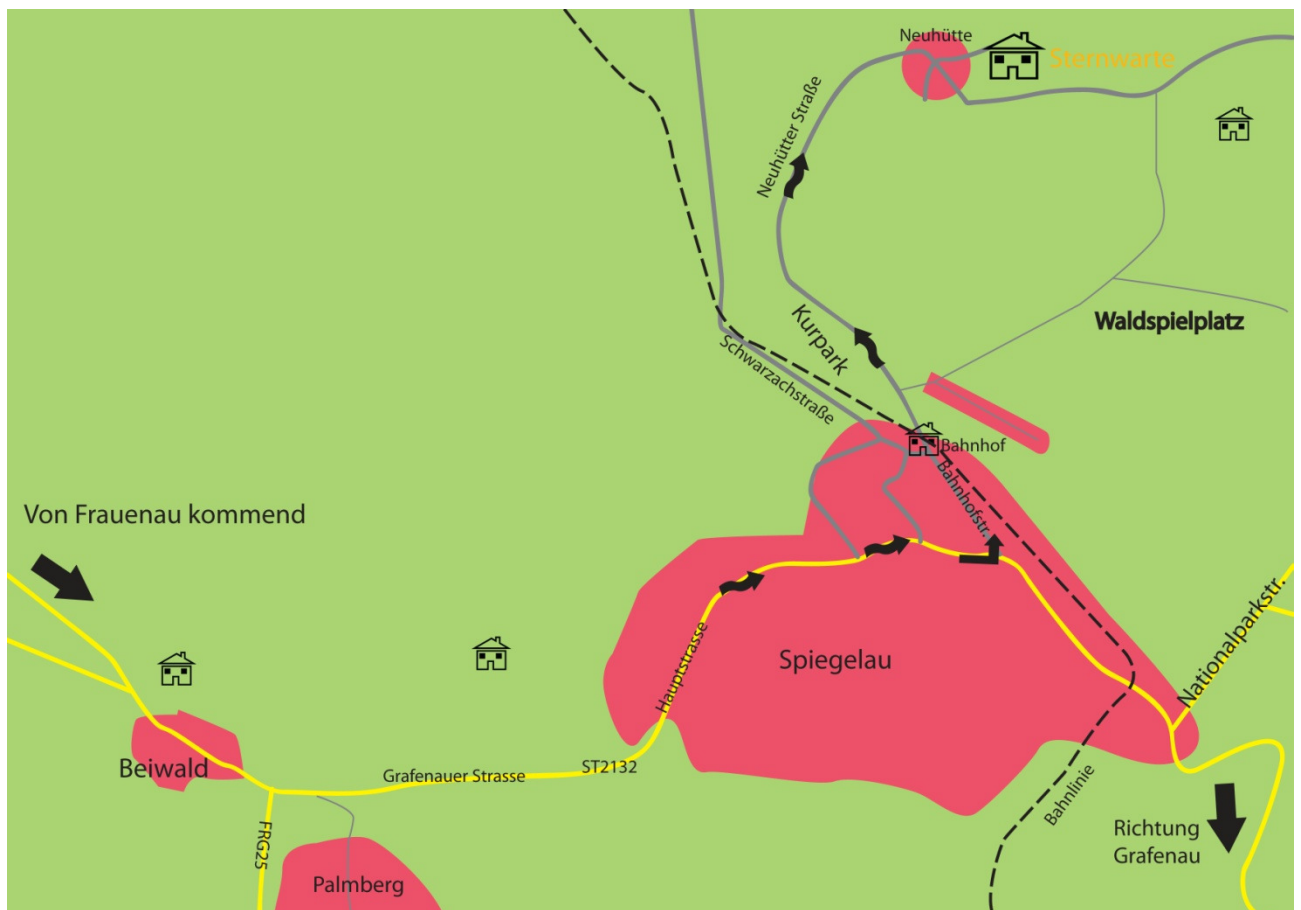 Neuhütte
Sternwarte
Neuhütter Straße
Waldspielplatz
Kurpark
Schwarzachstraße
Bahnhof
Bahnhofstr.
Von Frauenau kommend
Nationalparkstr.
Hauptstrasse
Spiegelau
Beiwald
Grafenauer Strasse
ST2132
Bahnlinie
FRG25
Richtung
Grafenau
Palmberg